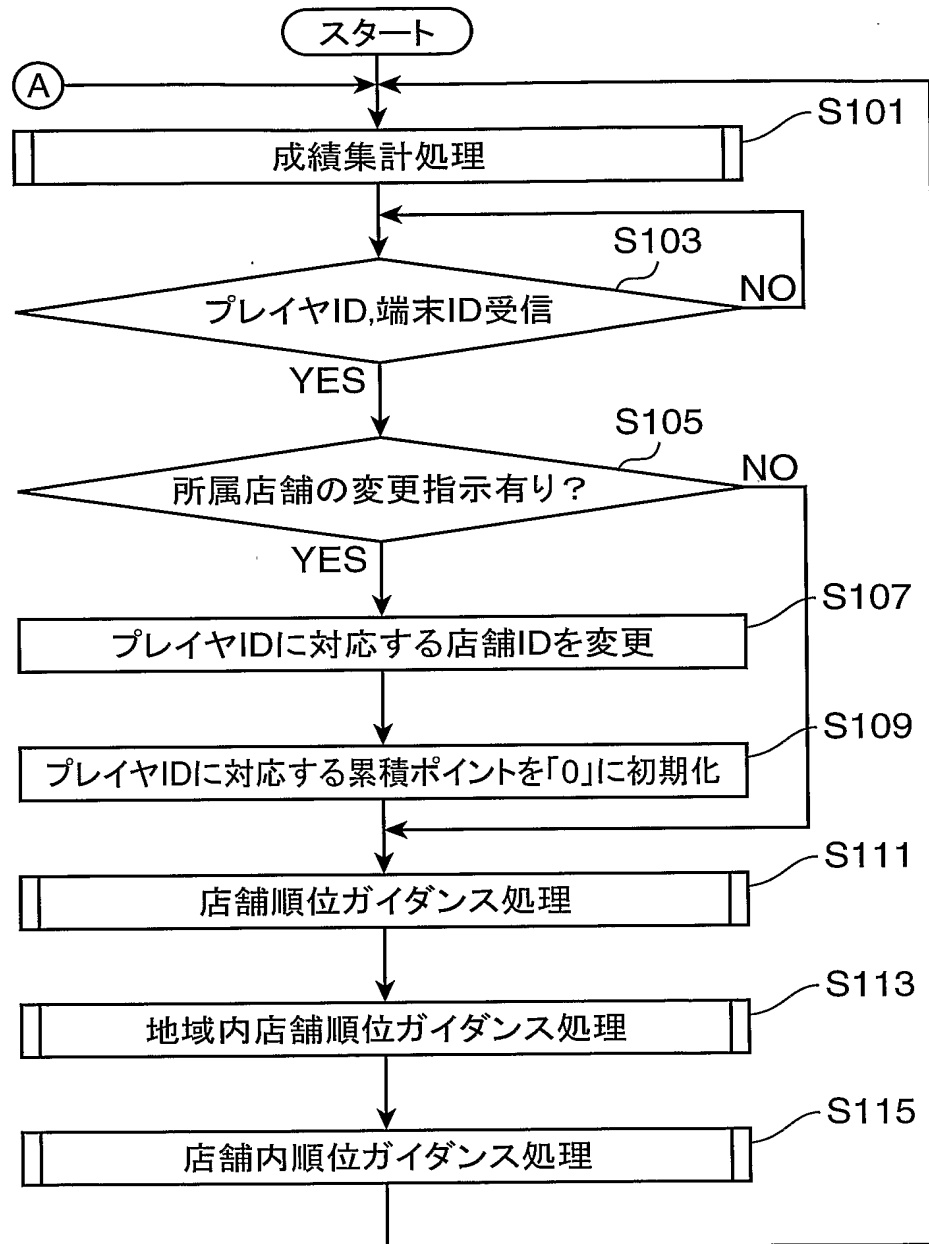 スタート
A
S101
成績集計処理
S103
プレイヤID,端末ID受信
NO
YES
S105
所属店舗の変更指示有り?
NO
YES
S107
プレイヤIDに対応する店舗IDを変更
S109
プレイヤIDに対応する累積ポイントを「0」に初期化
S111
店舗順位ガイダンス処理
S113
地域内店舗順位ガイダンス処理
S115
店舗内順位ガイダンス処理